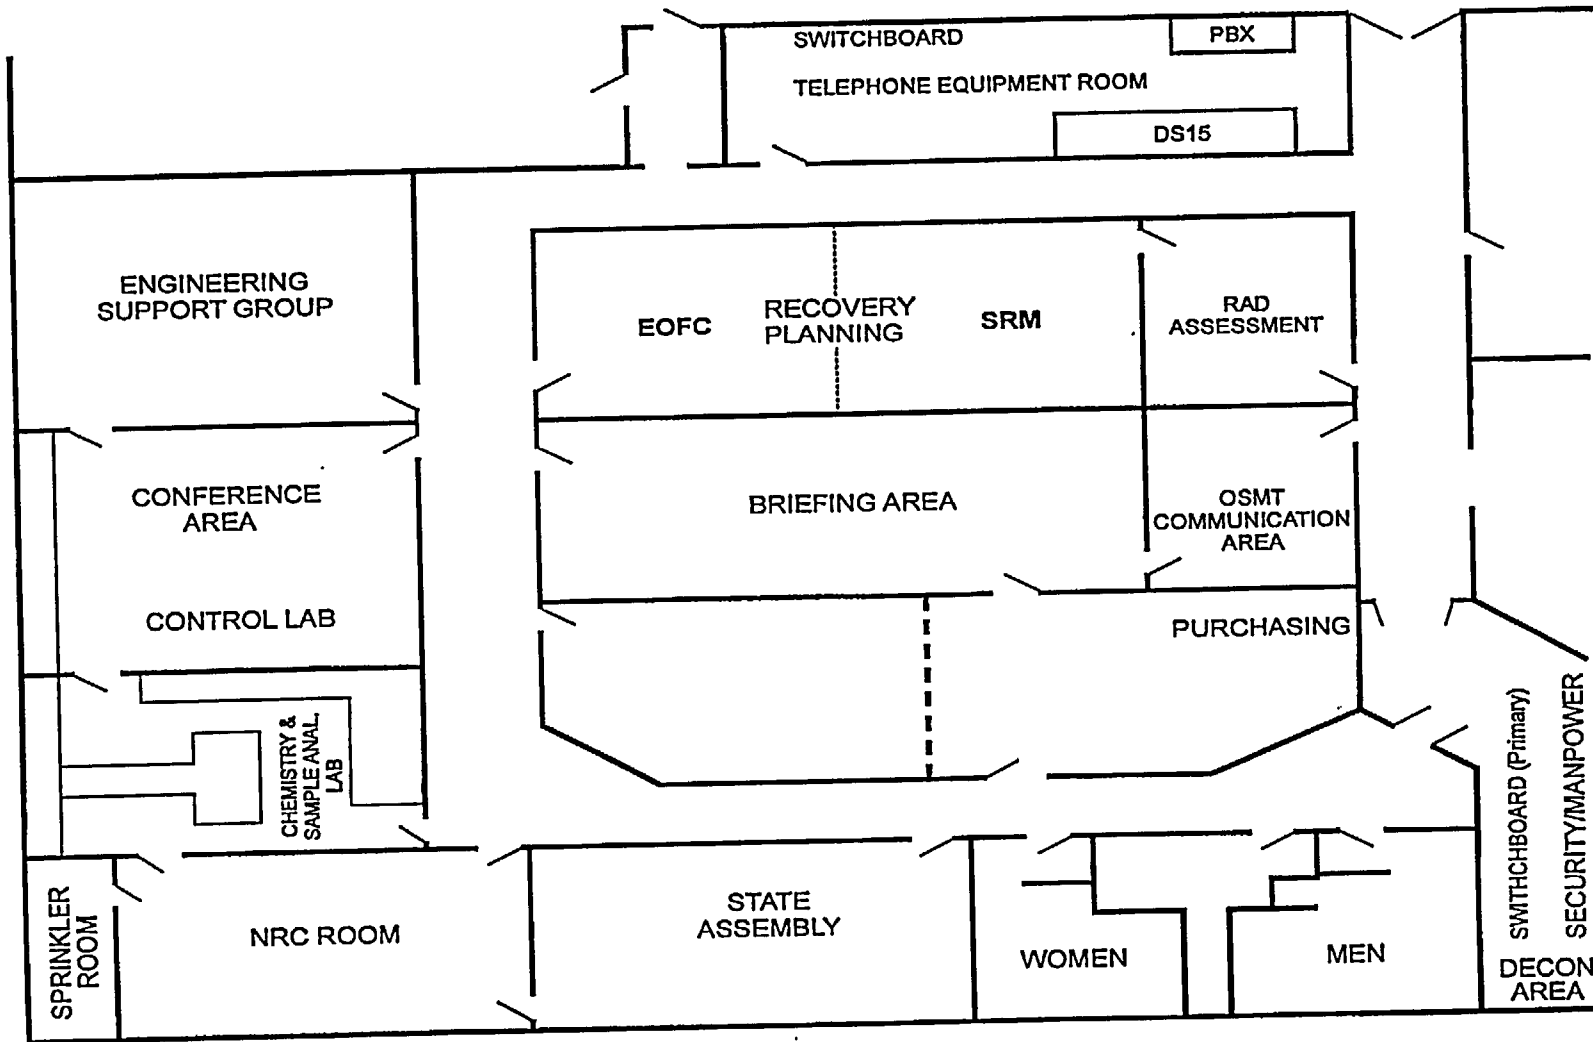 SWITCHBOARD
PBX
TELEPHONE EQUIPMENT ROOM
DS15
ENGINEERING
SUPPORT GROUP
EOFC
RECOVERY
PLANNING
SRM
RAD
ASSESSMENT
CONFERENCE
AREA
BRIEFING AREA
OSMT
COMMUNICATION
AREA
CONTROL LAB
PURCHASING
CHEMISTRY &
SAMPLE ANAL.
LAB
SWITHCBOARD (Primary)
SECURITY/MANPOWER
SPRINKLER
ROOM
NRC ROOM
STATE
ASSEMBLY
WOMEN
MEN
DECON
AREA